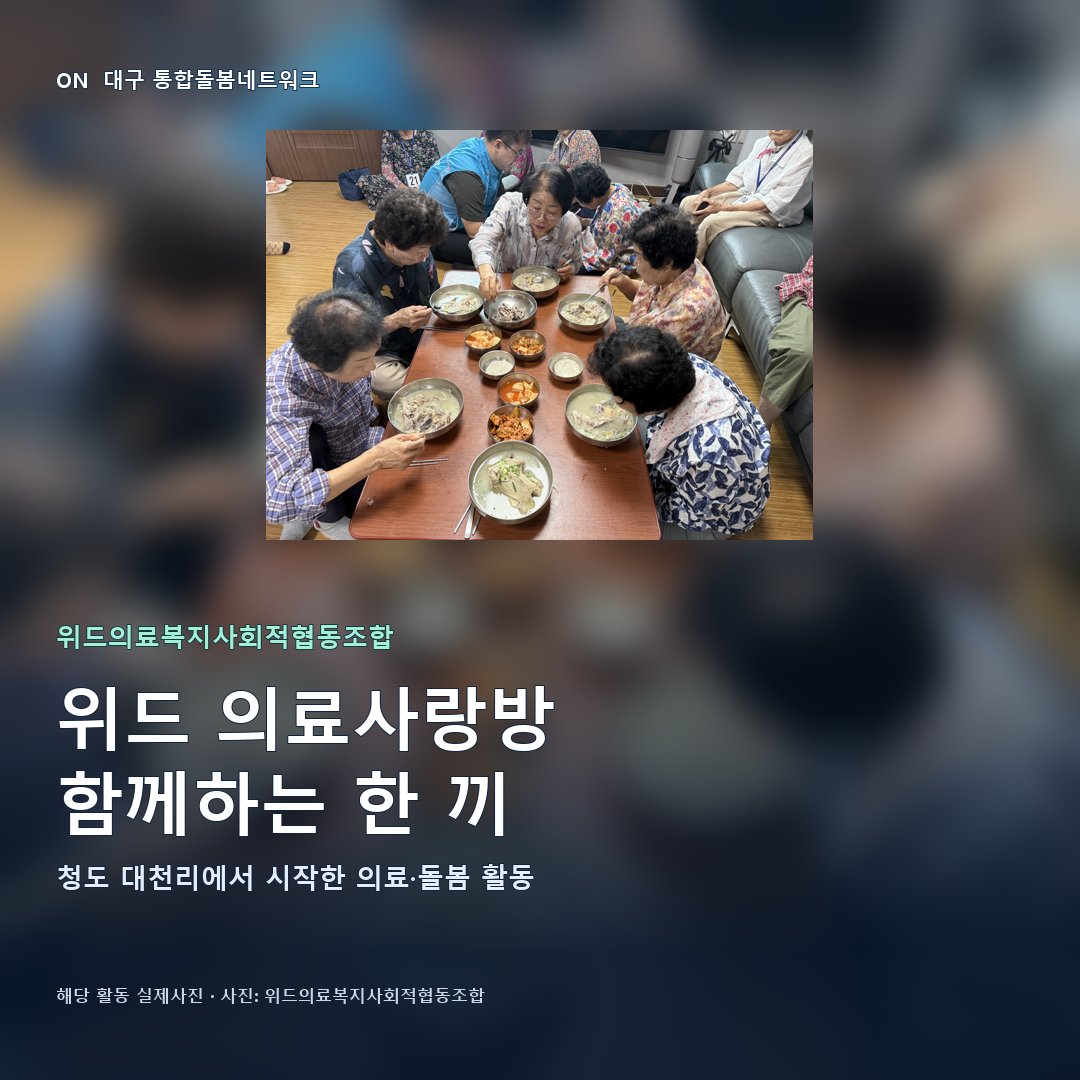 ON 대구 통합돌봄네트워크
21
위드의료복지사회적협동조합
위드 의료사랑방
함께하는 한 끼
청도 대천리에서 시작한 의료·돌봄 활동
해당 활동 실제사진 · 사진: 위드의료복지사회적협동조합